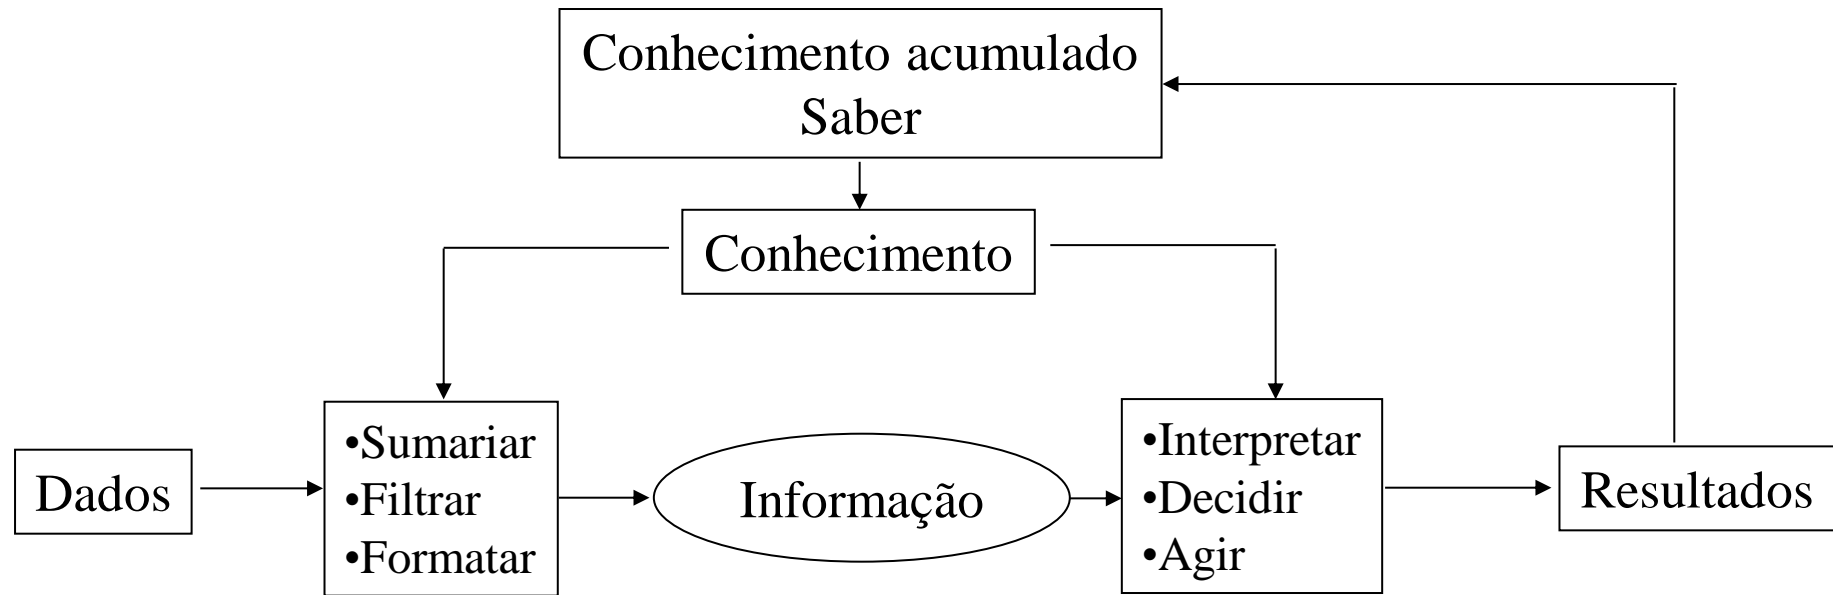 Conhecimento acumulado
Saber
Conhecimento
Dados
•Sumariar
•Filtrar
•Formatar
Informação
•Interpretar
•Decidir
•Agir
Resultados